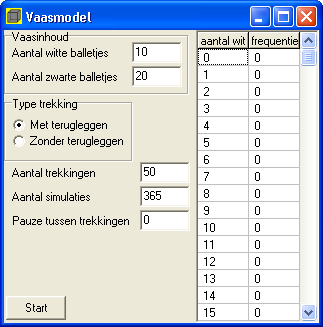 Vaasmodel
Vaasinhoud
Aantal witte balletjes 10
Aantal zwarte balletjes 20
Type trekking
Met terugleggen
Zonder terugleggen
Aantal trekkingen 50
Aantal simulaties 365
Pauze tussen trekkingen 0
Start
aantal wit frequentie
0 0
1 0
2 0
3 0
4 0
5 0
6 0
7 0
8 0
9 0
10 0
11 0
12 0
13 0
14 0
15 0